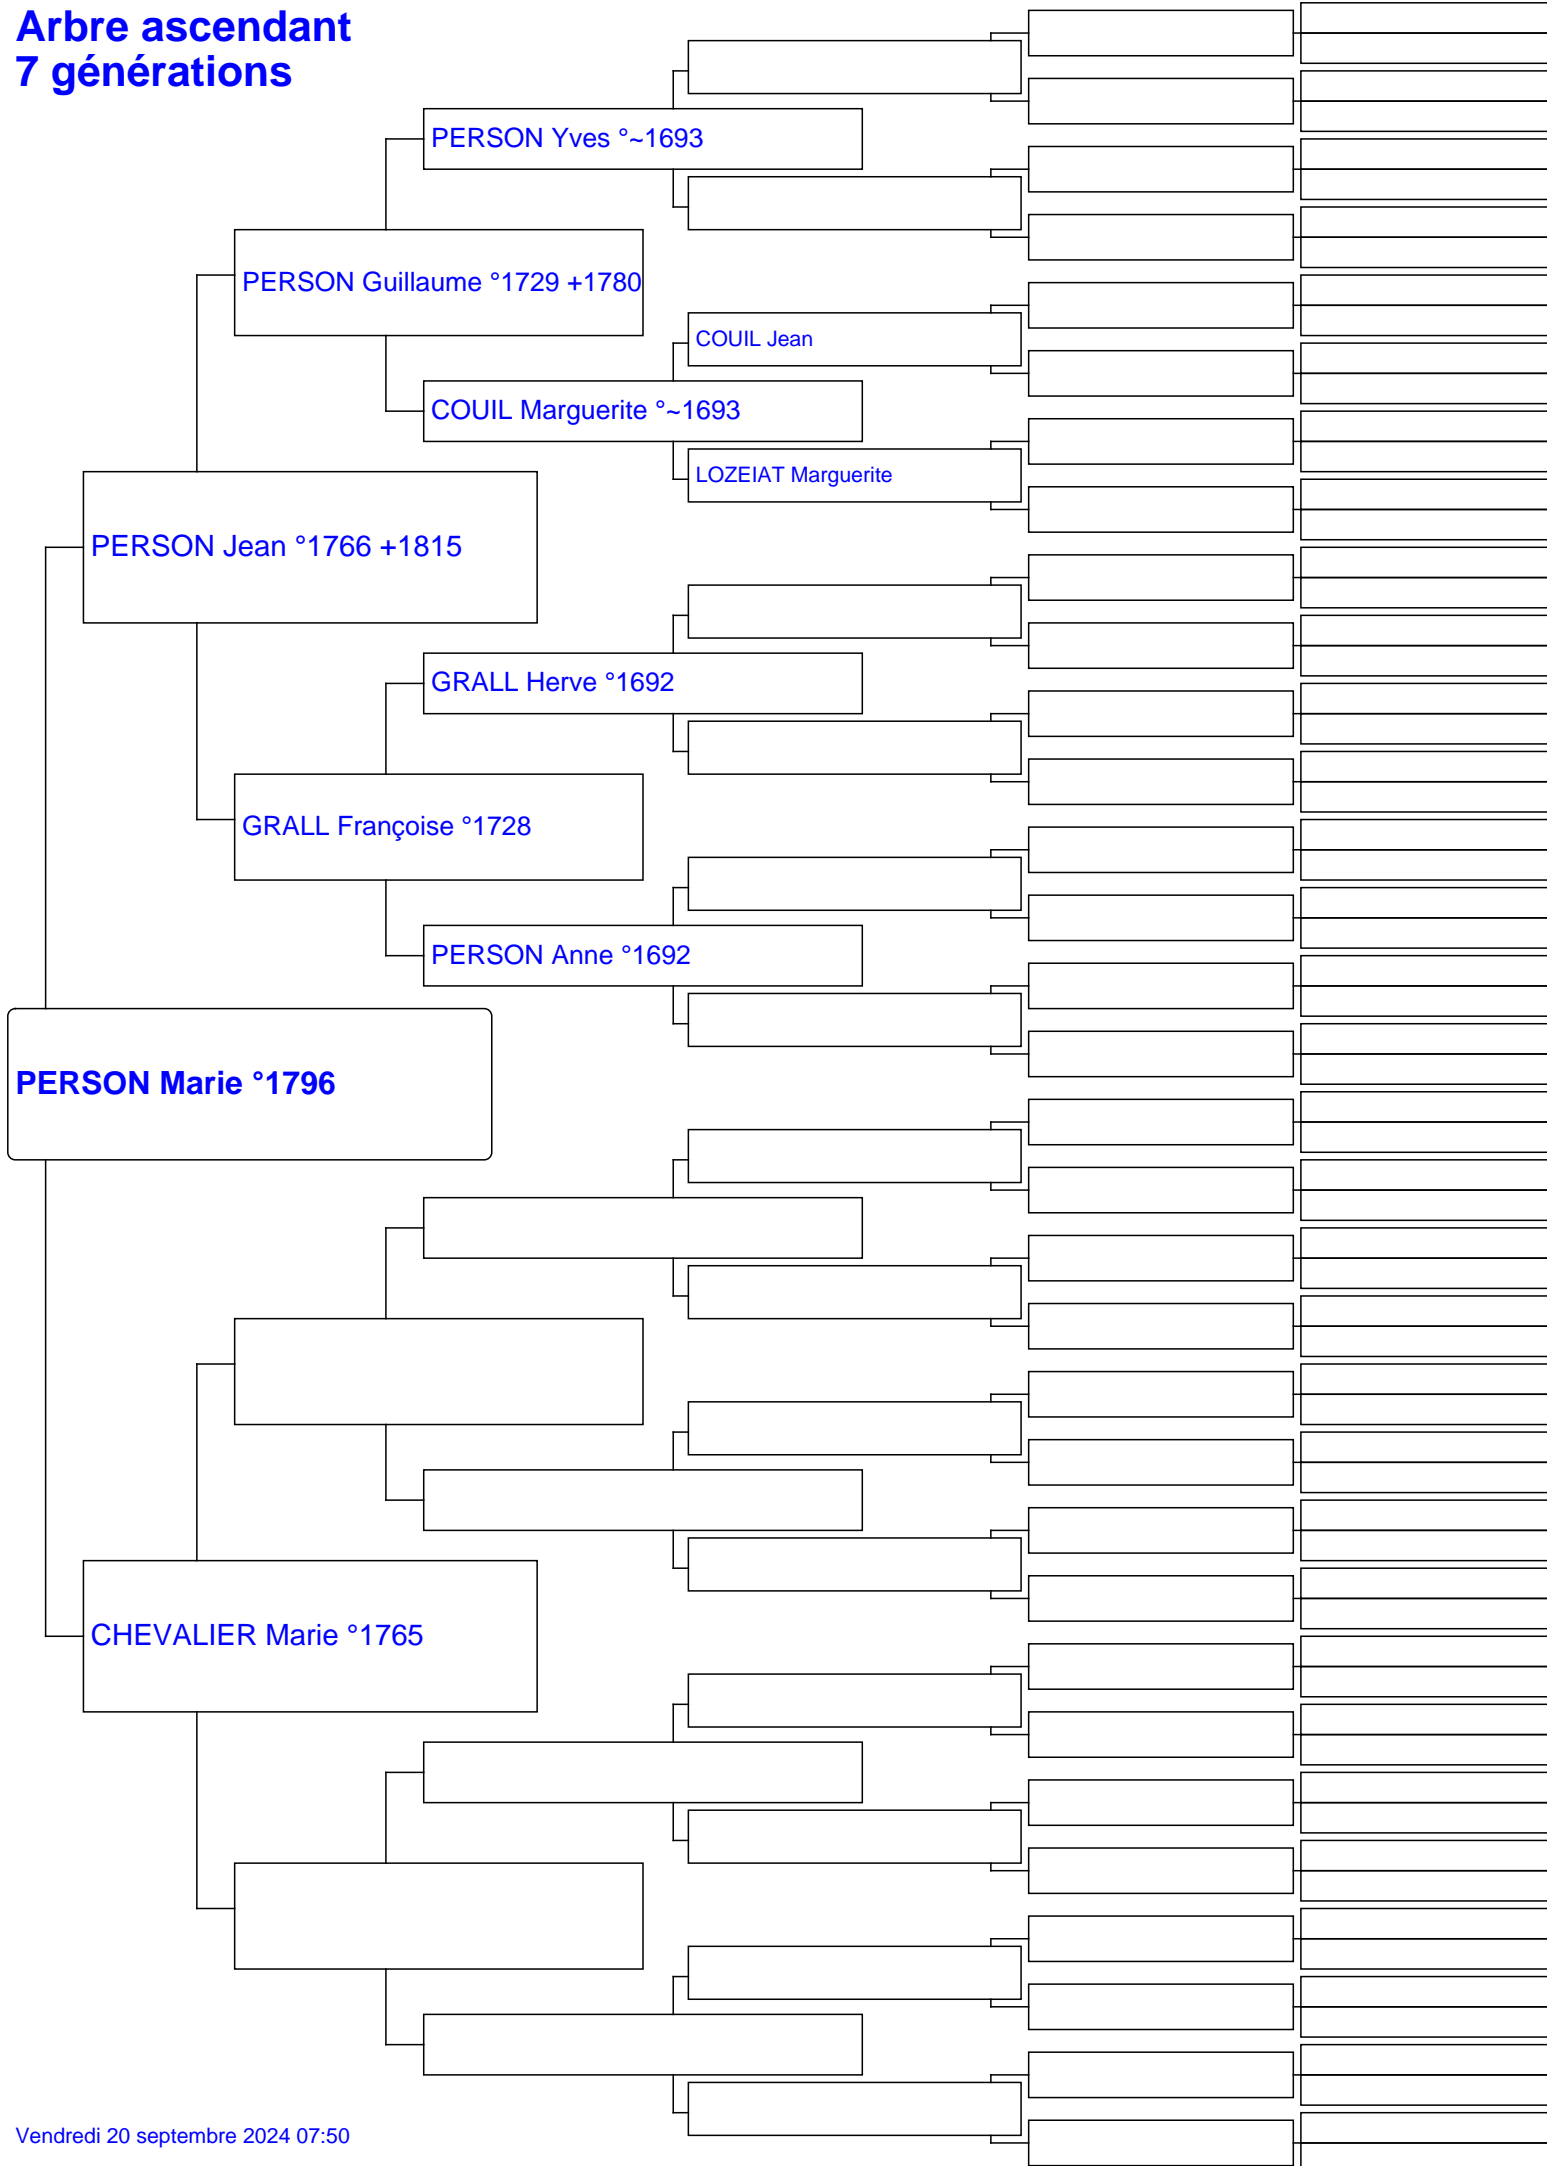 Arbre ascendant
7 générations
PERSON Yves °~1693
PERSON Guillaume °1729 +1780
COUIL Jean
COUIL Marguerite °~1693
LOZEIAT Marguerite
PERSON Jean °1766 +1815
GRALL Herve °1692
GRALL Françoise °1728
PERSON Anne °1692
PERSON Marie °1796
CHEVALIER Marie °1765
Vendredi 20 septembre 2024 07:50